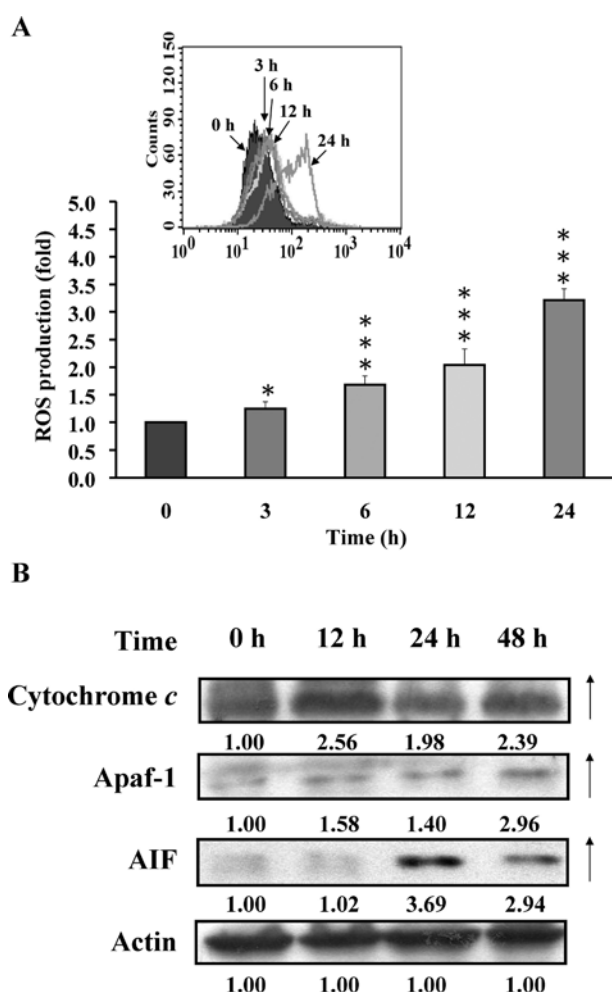 A
150
120
90
60
30
0
Counts
3 h
6 h
12 h
0 h
24 h
10^0 10^1 10^2 10^3 10^4
5.0
4.5
4.0
3.5
3.0
2.5
2.0
1.5
1.0
0.5
0.0
ROS production (fold)
*
***
***
***
0 3 6 12 24
Time (h)
B
Time 0 h 12 h 24 h 48 h
Cytochrome c
1.00 2.56 1.98 2.39
Apaf-1
1.00 1.58 1.40 2.96
AIF
1.00 1.02 3.69 2.94
Actin
1.00 1.00 1.00 1.00